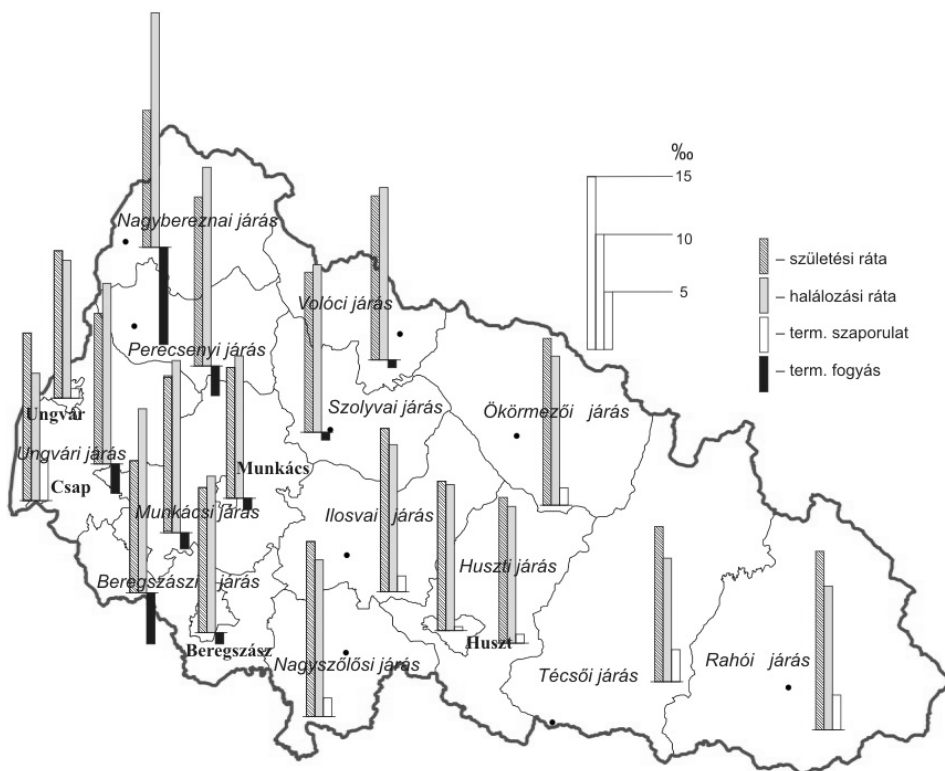 ‰
15
10
5
– születési ráta
– halálozási ráta
– term. szaporulat
– term. fogyás
Nagybereznai járás
Volóci járás
Perecsenyi járás
Ungvár
Szolyvai járás
Ökörmezői járás
Ungvári járás
Munkács
Csap
Munkácsi járás
Ilosvai járás
Huszti járás
Beregszászi járás
Beregszász
Huszt
Nagyszőlősi járás
Técsői járás
Rahói járás